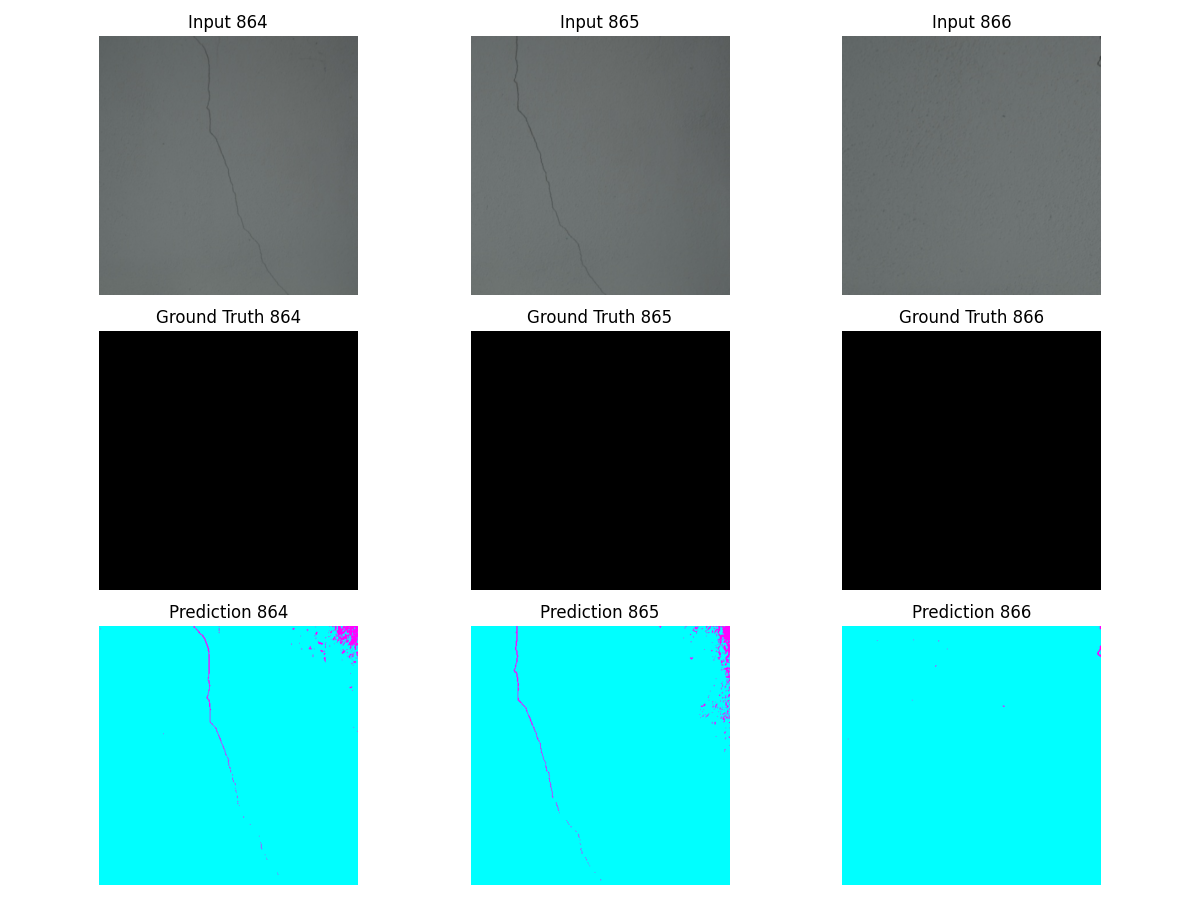 Input 864
Input 865
Input 866
Ground Truth 864
Ground Truth 865
Ground Truth 866
Prediction 864
Prediction 865
Prediction 866